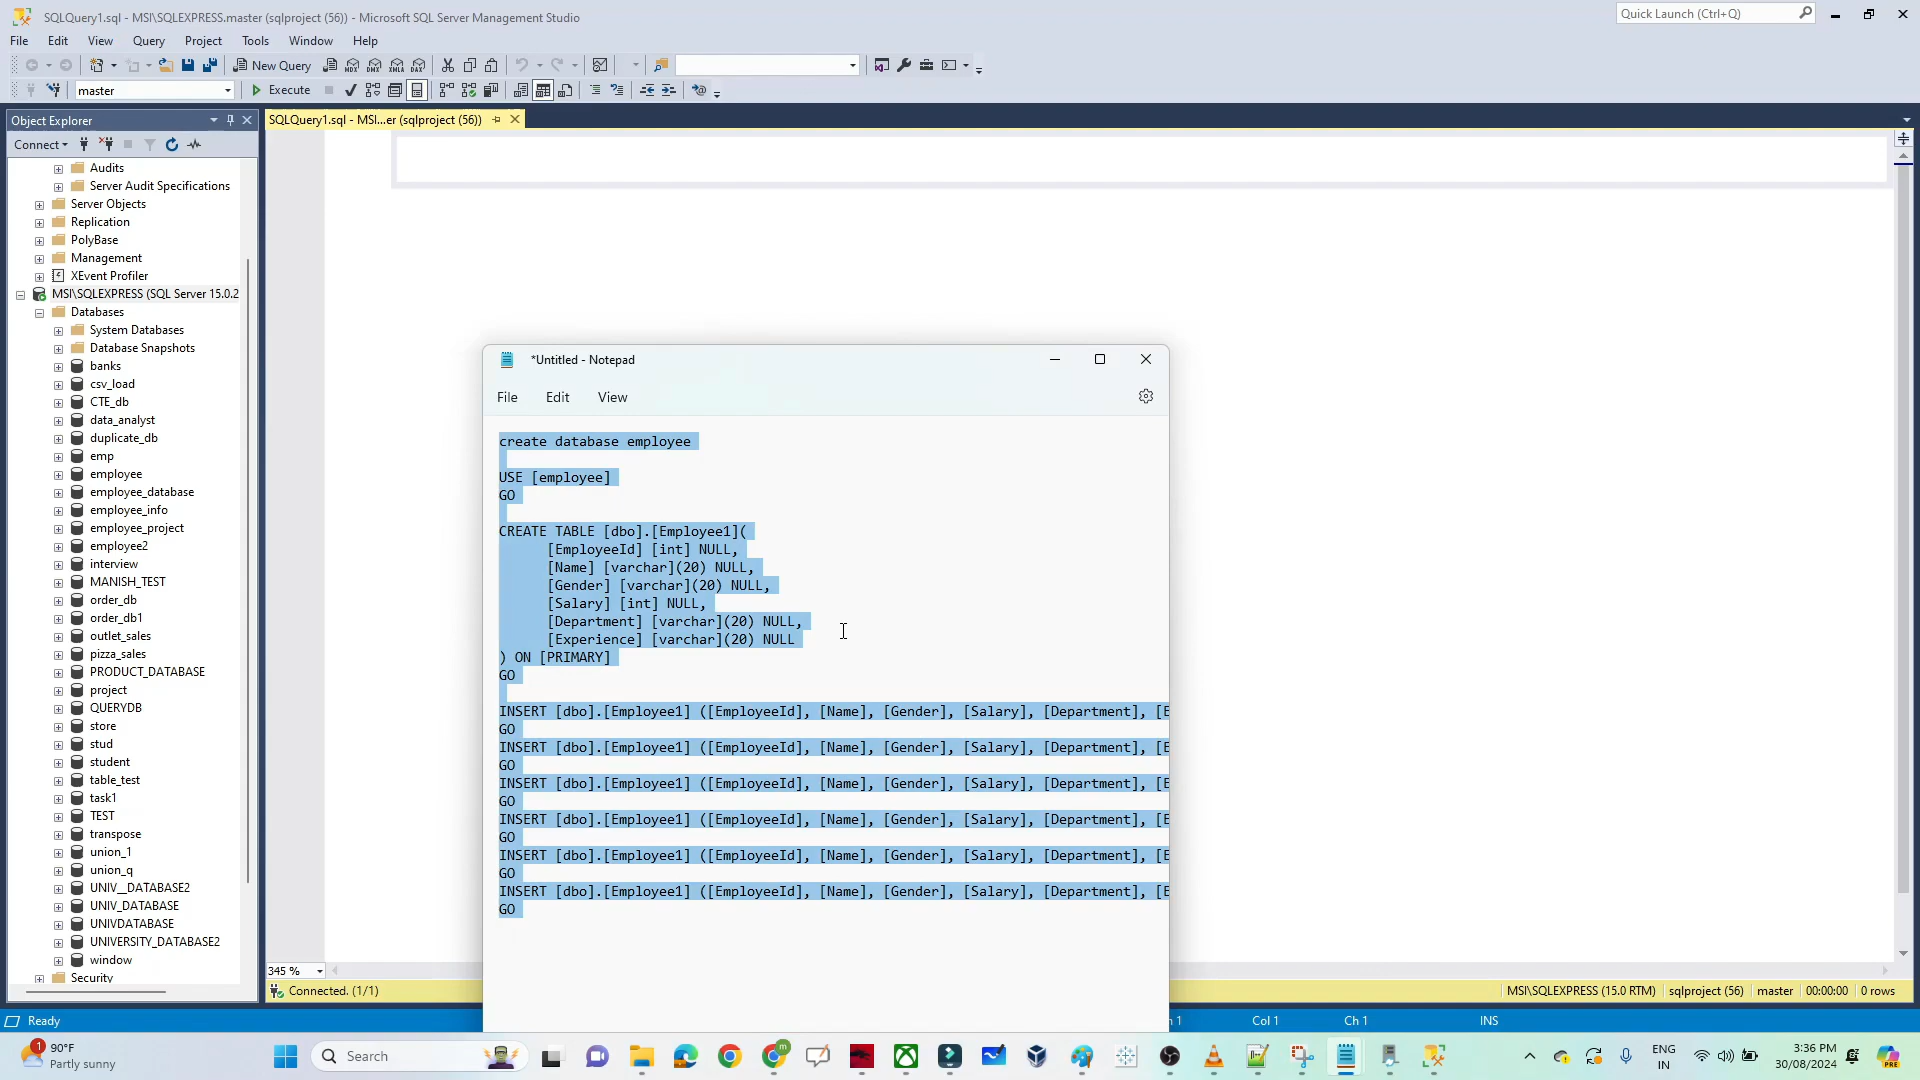 SQLQuery1.sql - MSI\SQLEXPRESS.master (sqlproject (56)) - Microsoft SQL Server Management Studio
Quick Launch (Ctrl+Q)
File Edit View Query Project Tools Window Help
New Query
master Execute
Object Explorer
SQLQuery1.sql - MSI...er (sqlproject (56))
Connect
Audits
Server Audit Specifications
Server Objects
Replication
PolyBase
Management
XEvent Profiler
MSI\SQLEXPRESS (SQL Server 15.0.2
Databases
System Databases
Database Snapshots
banks
csv_load
CTE_db
data_analyst
duplicate_db
emp
employee
employee_database
employee_info
employee_project
employee2
interview
MANISH_TEST
order_db
order_db1
outlet_sales
pizza_sales
PRODUCT_DATABASE
project
QUERYDB
store
stud
student
table_test
task1
TEST
transpose
union_1
union_q
UNIV__DATABASE2
UNIV_DATABASE
UNIVDATABASE
UNIVERSITY_DATABASE2
window
Security
*Untitled - Notepad
File Edit View
create database employee
USE [employee]
GO
CREATE TABLE [dbo].[Employee1](
[EmployeeId] [int] NULL,
[Name] [varchar](20) NULL,
[Gender] [varchar](20) NULL,
[Salary] [int] NULL,
[Department] [varchar](20) NULL,
[Experience] [varchar](20) NULL
) ON [PRIMARY]
GO
INSERT [dbo].[Employee1] ([EmployeeId], [Name], [Gender], [Salary], [Department], [E
GO
INSERT [dbo].[Employee1] ([EmployeeId], [Name], [Gender], [Salary], [Department], [E
GO
INSERT [dbo].[Employee1] ([EmployeeId], [Name], [Gender], [Salary], [Department], [E
GO
INSERT [dbo].[Employee1] ([EmployeeId], [Name], [Gender], [Salary], [Department], [E
GO
INSERT [dbo].[Employee1] ([EmployeeId], [Name], [Gender], [Salary], [Department], [E
GO
INSERT [dbo].[Employee1] ([EmployeeId], [Name], [Gender], [Salary], [Department], [E
GO
345 %
Connected. (1/1)
MSI\SQLEXPRESS (15.0 RTM) sqlproject (56) master 00:00:00 0 rows
Ready
1 Col 1 Ch 1 INS
1 90°F
Partly sunny
Search
m
ENG
IN
3:36 PM
30/08/2024
PRE